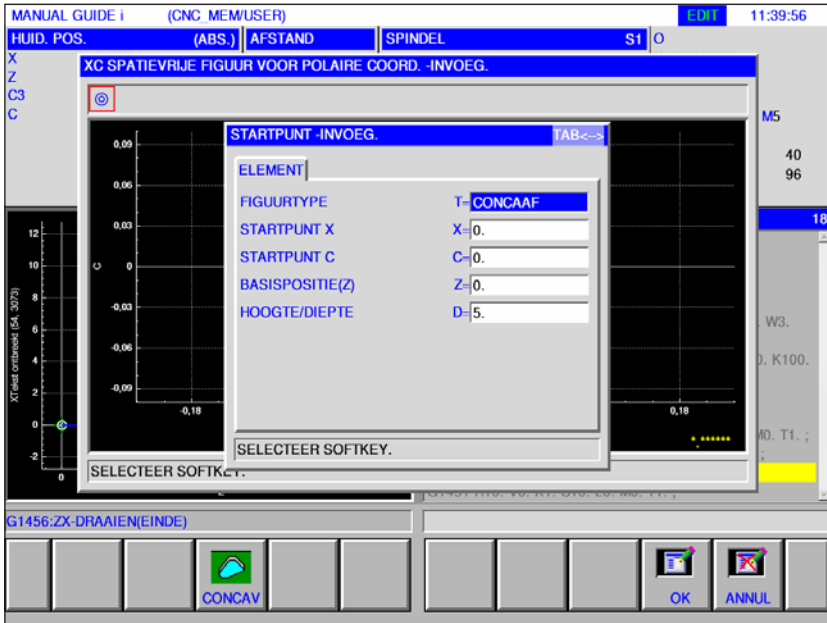 MANUAL GUIDE i (CNC_MEM/USER) EDIT 11:39:56
HUID. POS. (ABS.) AFSTAND SPINDEL S1 O
X
Z
C3
C
M5
40
96
XC SPATIEVRIJE FIGUUR VOOR POLAIRE COORD. -INVOEG.
STARTPUNT -INVOEG. TAB<-->
ELEMENT
FIGUURTYPE T= CONCAAF
STARTPUNT X X= 0.
STARTPUNT C C= 0.
BASISPOSITIE(Z) Z= 0.
HOOGTE/DIEPTE D= 5.
SELECTEER SOFTKEY.
0,09
0,06
0,03
0
-0,03
-0,06
-0,09
C
-0,18 0,18
*.******
SELECTEER SOFTKEY.
12
10
8
6
4
2
0
-2
0
XTekst ontbreekt (54, 3073)
18
. W3.
0. K100.
M0. T1. ;
;
G1456:ZX-DRAAIEN(EINDE)
CONCAV OK ANNUL